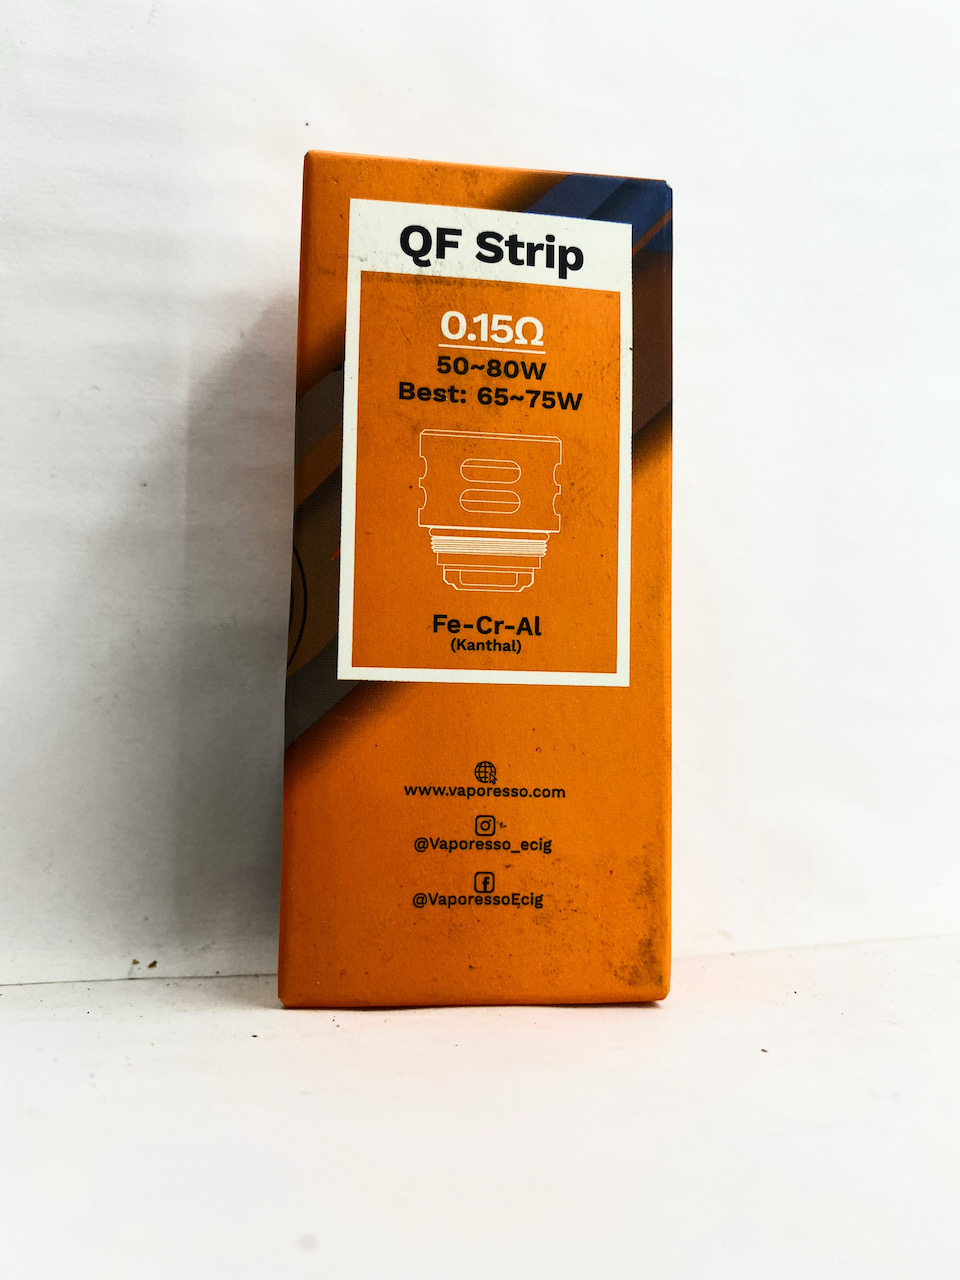 QF Strip
0.15Ω
50~80W
Best: 65~75W
Fe-Cr-Al
(Kanthal)
www.vaporesso.com
@Vaporesso_ecig
@VaporessoEcig